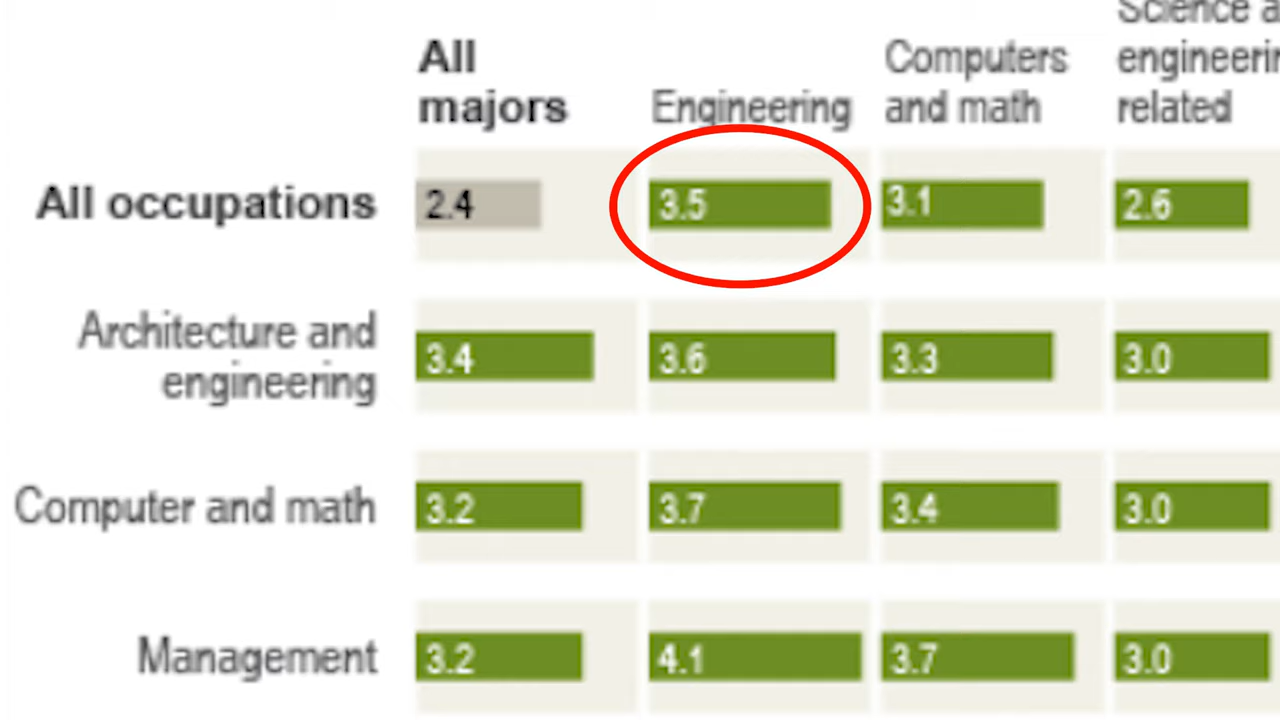 Science a
All Computers engineerin
majors Engineering and math related
All occupations 2.4 3.5 3.1 2.6
Architecture and
engineering 3.4 3.6 3.3 3.0
Computer and math 3.2 3.7 3.4 3.0
Management 3.2 4.1 3.7 3.0